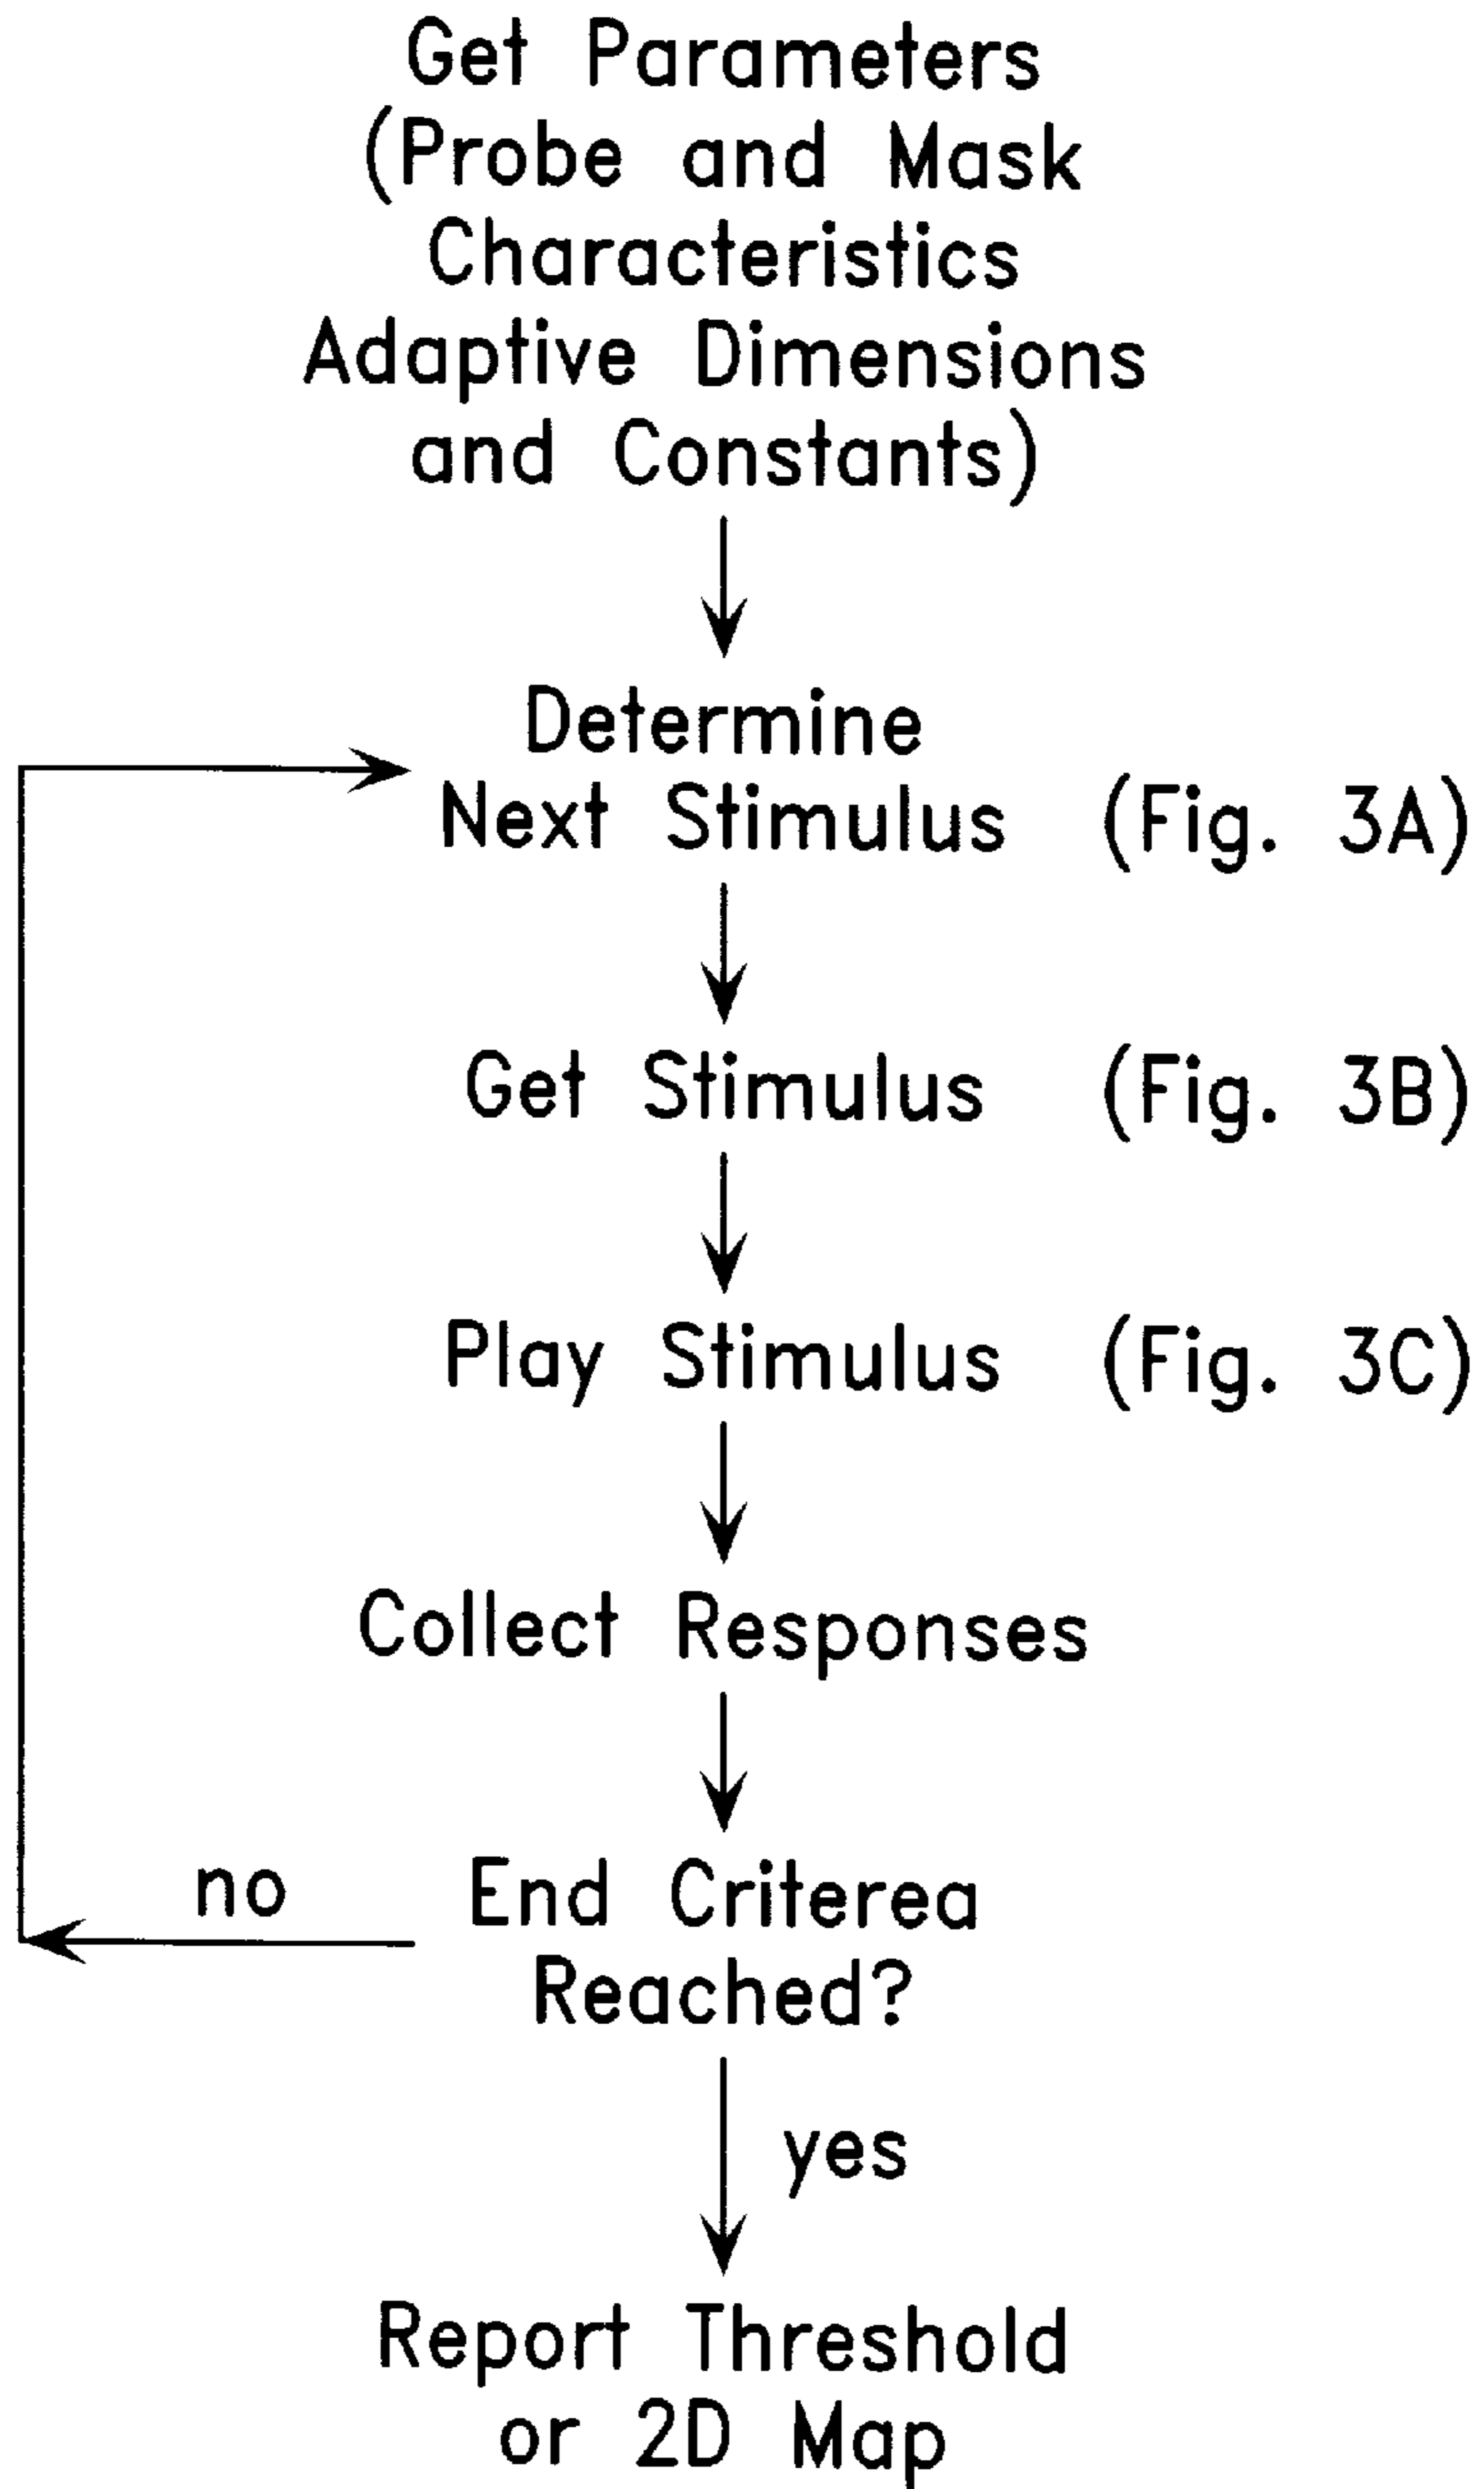 Get Parameters
(Probe and Mask
Characteristics
Adaptive Dimensions
and Constants)
Determine
Next Stimulus (Fig. 3A)
Get Stimulus (Fig. 3B)
Play Stimulus (Fig. 3C)
Collect Responses
no
End Criterea
Reached?
yes
Report Threshold
or 2D Map